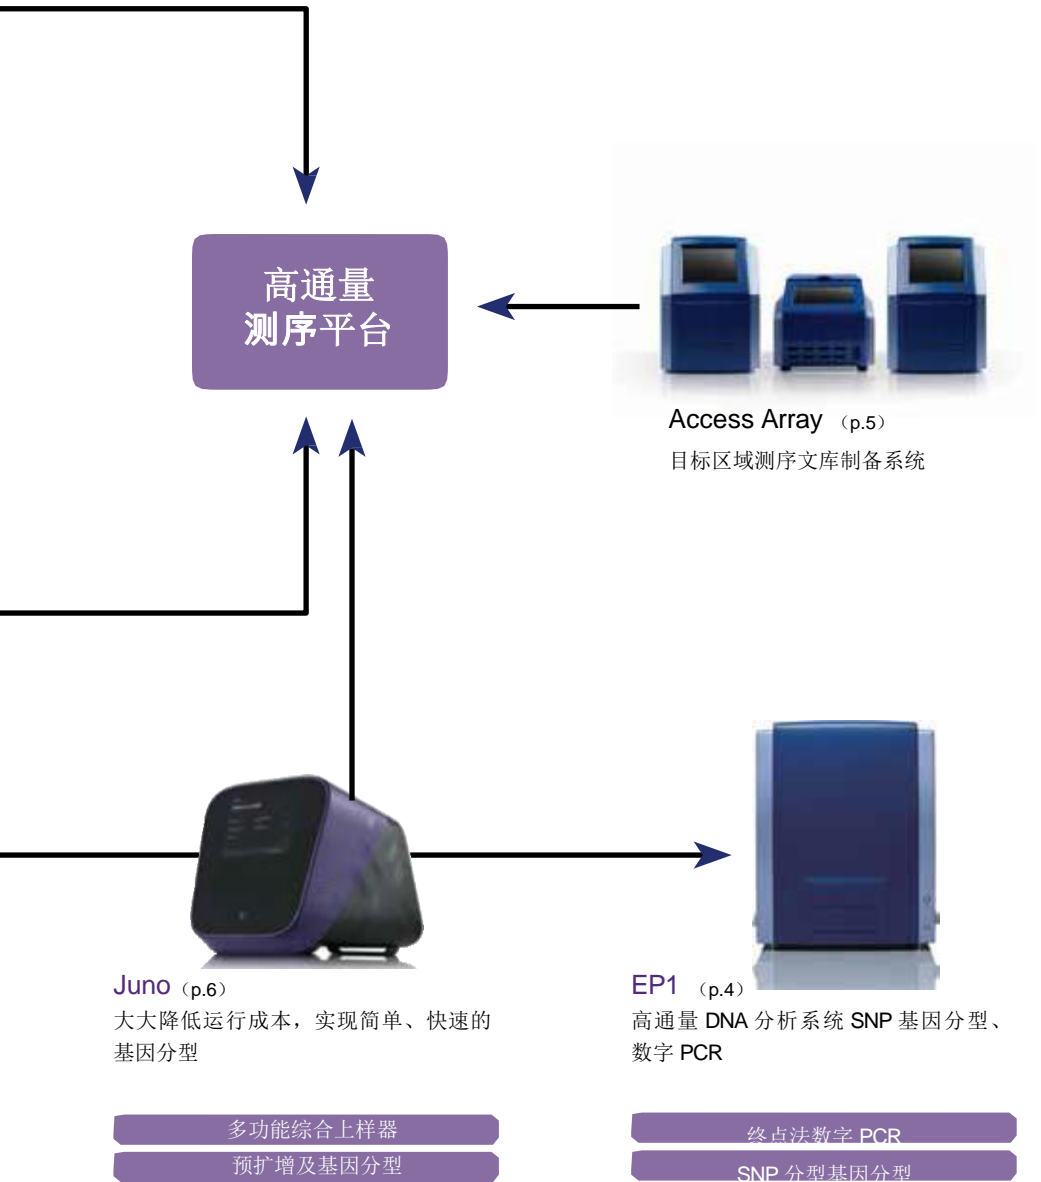 高通量
测序平台
Access Array （p.5）
目标区域测序文库制备系统
Juno（p.6）
大大降低运行成本，实现简单、快速的
基因分型
EP1 （p.4）
高通量 DNA 分析系统 SNP 基因分型、
数字 PCR
多功能综合上样器
预扩增及基因分型
终点法数字 PCR
SNP 分型基因分型